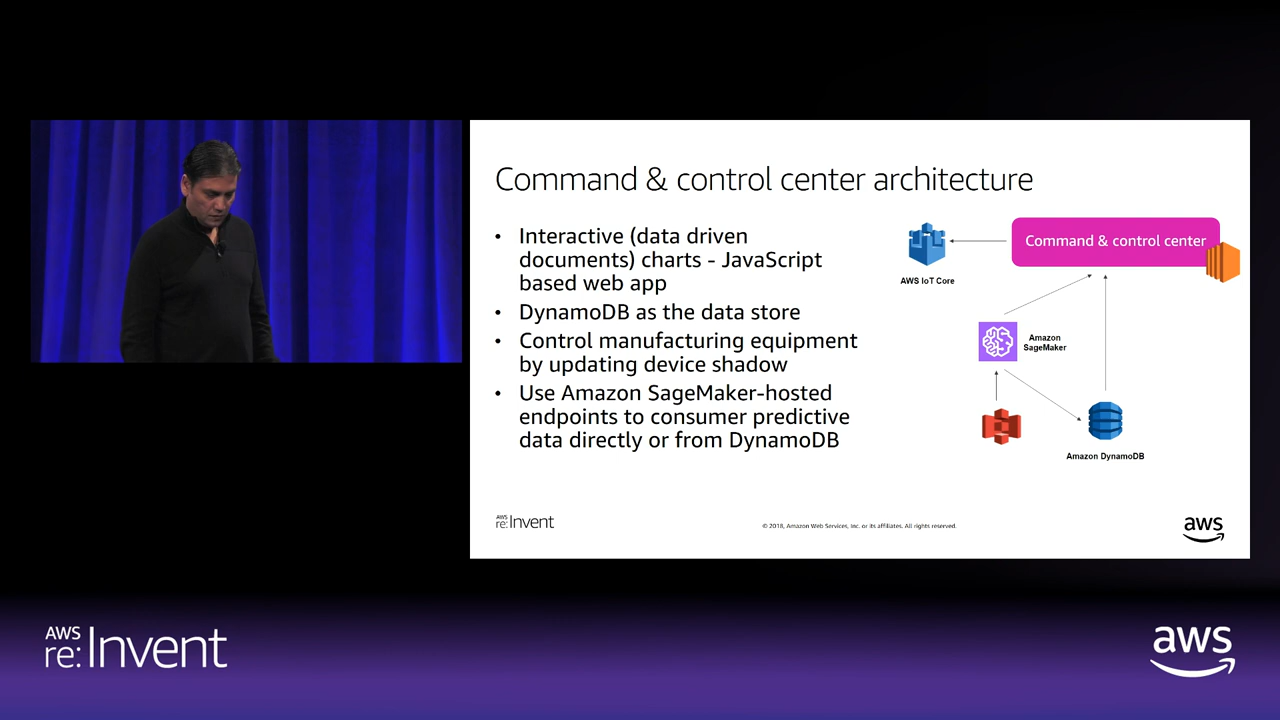 Command & control center architecture
• Interactive (data driven
documents) charts - JavaScript
based web app
• DynamoDB as the data store
• Control manufacturing equipment
by updating device shadow
• Use Amazon SageMaker-hosted
endpoints to consumer predictive
data directly or from DynamoDB
Command & control center
AWS IoT Core
Amazon
SageMaker
Amazon DynamoDB
AWS
re:Invent
© 2018, Amazon Web Services, Inc. or its affiliates. All rights reserved.
aws
AWS
re:Invent
aws